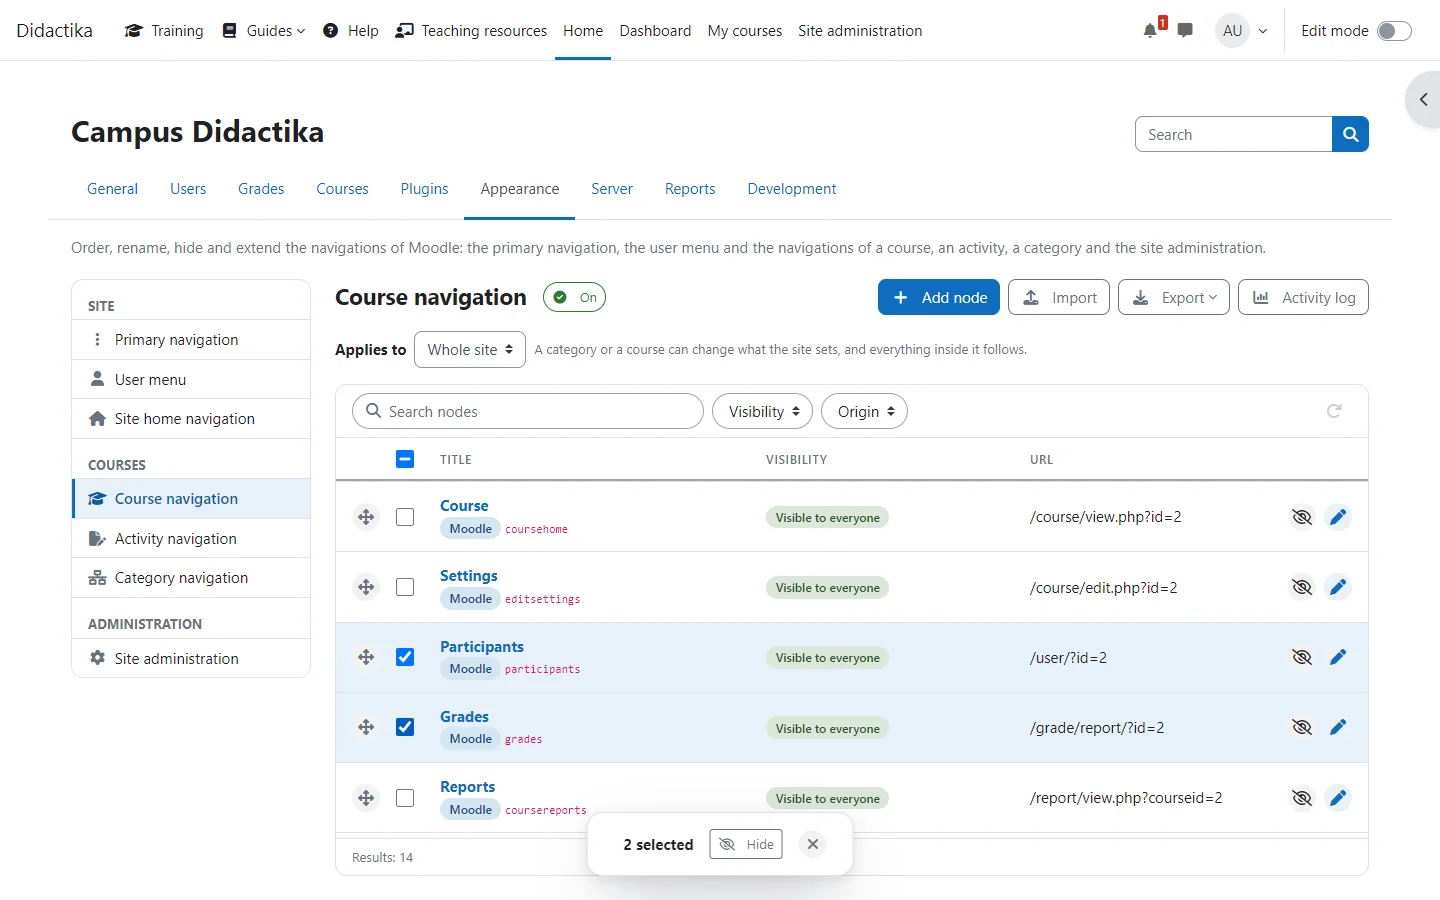 Didactika
Training
Guides
Help
Teaching resources
Home
Dashboard
My courses
Site administration
1
AU
Edit mode
Campus Didactika
Search
General
Users
Grades
Courses
Plugins
Appearance
Server
Reports
Development
Order, rename, hide and extend the navigations of Moodle: the primary navigation, the user menu and the navigations of a course, an activity, a category and the site administration.
SITE
Primary navigation
User menu
Site home navigation
COURSES
Course navigation
Activity navigation
Category navigation
ADMINISTRATION
Site administration
Course navigation
On
Add node
Import
Export
Activity log
Applies to
Whole site
A category or a course can change what the site sets, and everything inside it follows.
Search nodes
Visibility
Origin
TITLE
VISIBILITY
URL
Course
Moodle coursehome
Visible to everyone
/course/view.php?id=2
Settings
Moodle editsettings
Visible to everyone
/course/edit.php?id=2
Participants
Moodle participants
Visible to everyone
/user/?id=2
Grades
Moodle grades
Visible to everyone
/grade/report/?id=2
Reports
Moodle coursereports
Visible to everyone
/report/view.php?courseid=2
2 selected
Hide
Results: 14